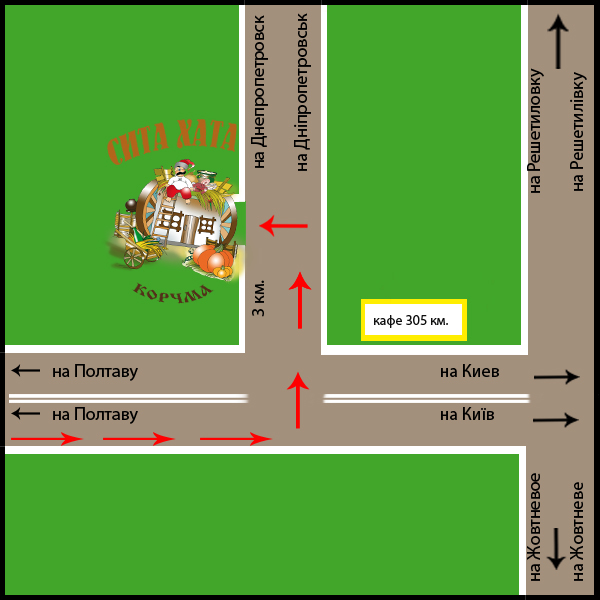 на Днепропетровск
на Дніпропетровськ
на Решетиловку
на Решетилівку
СИТА ХАТА
КОРЧМА
3 км.
кафе 305 км.
на Полтаву
на Киев
на Полтаву
на Київ
на Жовтневое
на Жовтневе